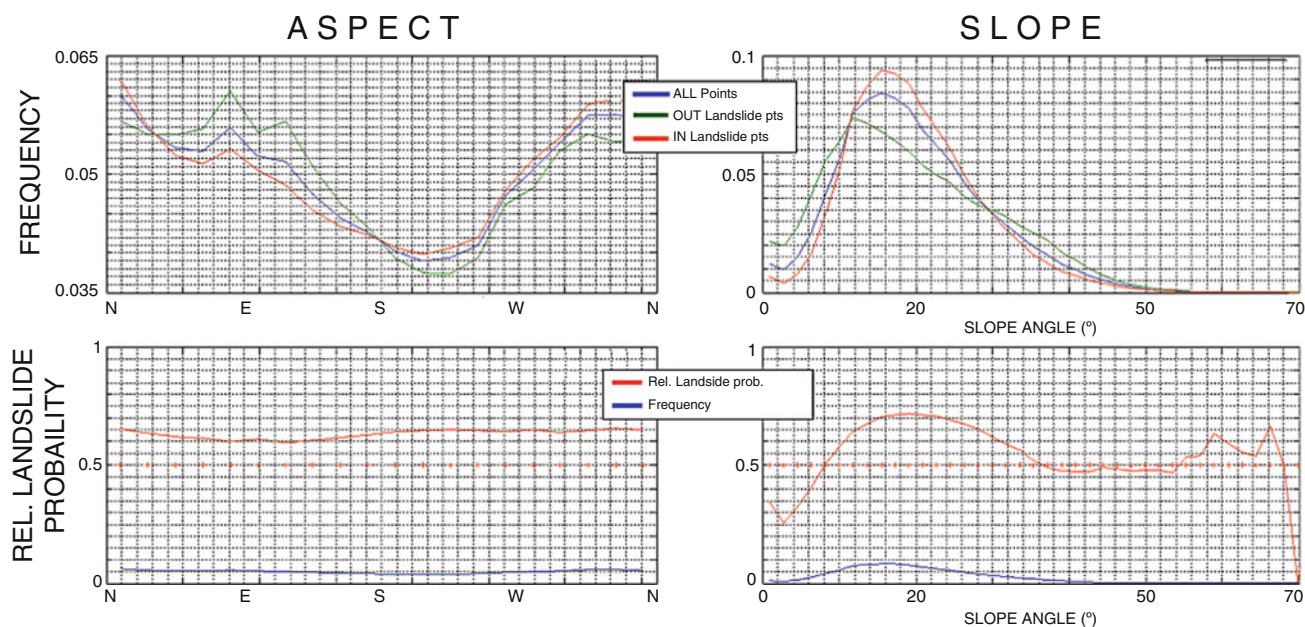 ASPECT
SLOPE
FREQUENCY
0.065
0.05
0.035
N E S W N
ALL Points
OUT Landslide pts
IN Landslide pts
0.1
0.05
0
0 20 50 70
SLOPE ANGLE (º)
REL. LANDSLIDE
PROBAILITY
1
0.5
0
N E S W N
Rel. Landside prob.
Frequency
1
0.5
0
0 20 50 70
SLOPE ANGLE (º)